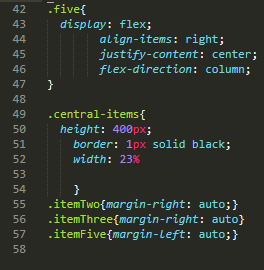 42 .five{
43 display: flex;
44 align-items: right;
45 justify-content: center;
46 flex-direction: column;
47 }
48
49 .central-items{
50 height: 400px;
51 border: 1px solid black;
52 width: 23%
53
54 }
55 .itemTwo{margin-right: auto;}
56 .itemThree{margin-right: auto}
57 .itemFive{margin-left: auto;}
58